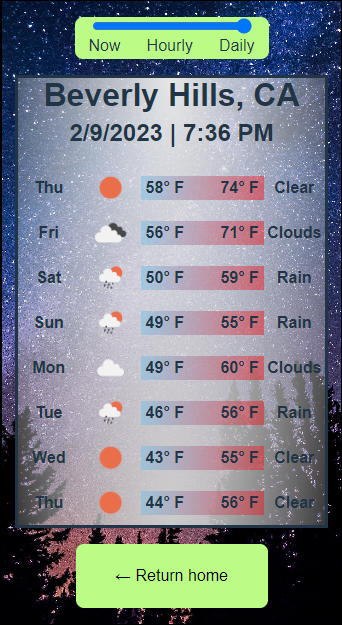 Now Hourly Daily
Beverly Hills, CA
2/9/2023 | 7:36 PM
Thu 58° F 74° F Clear
Fri 56° F 71° F Clouds
Sat 50° F 59° F Rain
Sun 49° F 55° F Rain
Mon 49° F 60° F Clouds
Tue 46° F 56° F Rain
Wed 43° F 55° F Clear
Thu 44° F 56° F Clear
← Return home